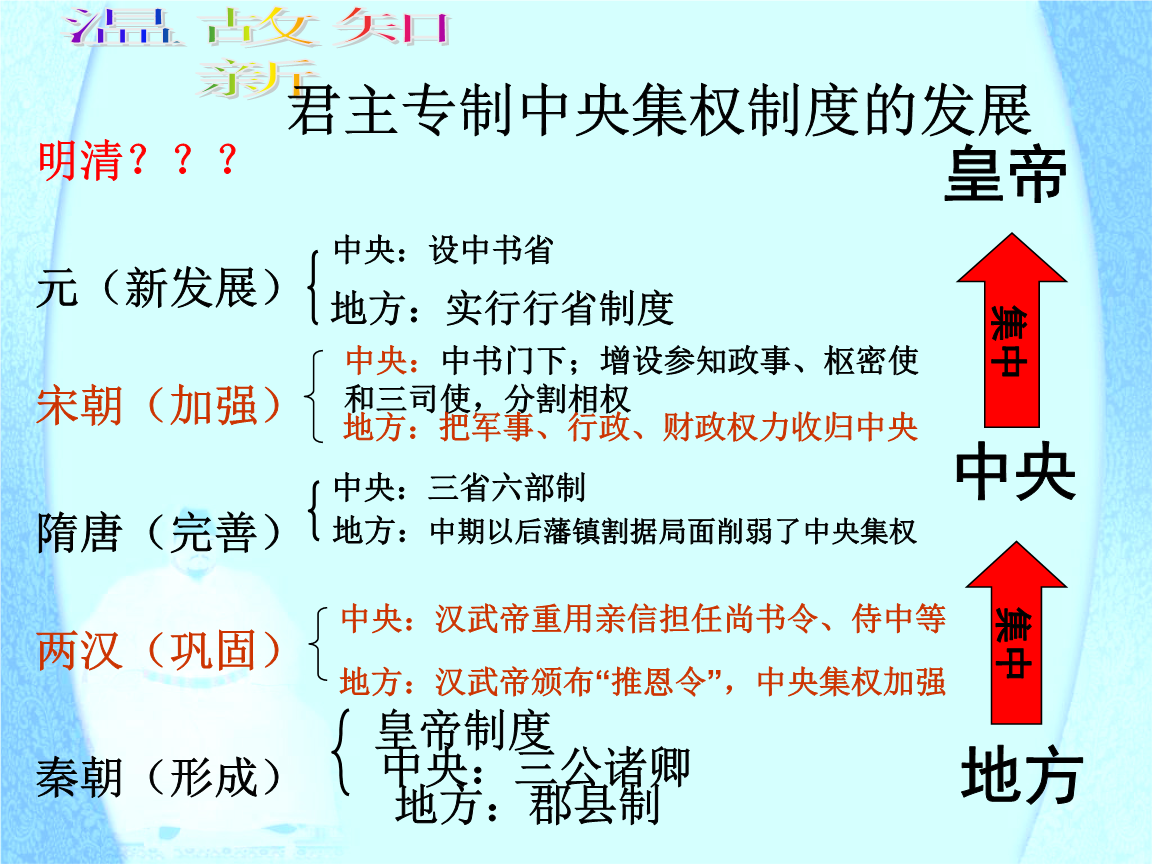 温故知
新
君主专制中央集权制度的发展
明清？？？
皇帝
元（新发展）
中央：设中书省
地方：实行行省制度
集中
宋朝（加强）
中央：中书门下；增设参知政事、枢密使
和三司使，分割相权
地方：把军事、行政、财政权力收归中央
中央
隋唐（完善）
中央：三省六部制
地方：中期以后藩镇割据局面削弱了中央集权
集中
两汉（巩固）
中央：汉武帝重用亲信担任尚书令、侍中等
地方：汉武帝颁布“推恩令”，中央集权加强
秦朝（形成）
皇帝制度
中央：三公诸卿
地方：郡县制
地方